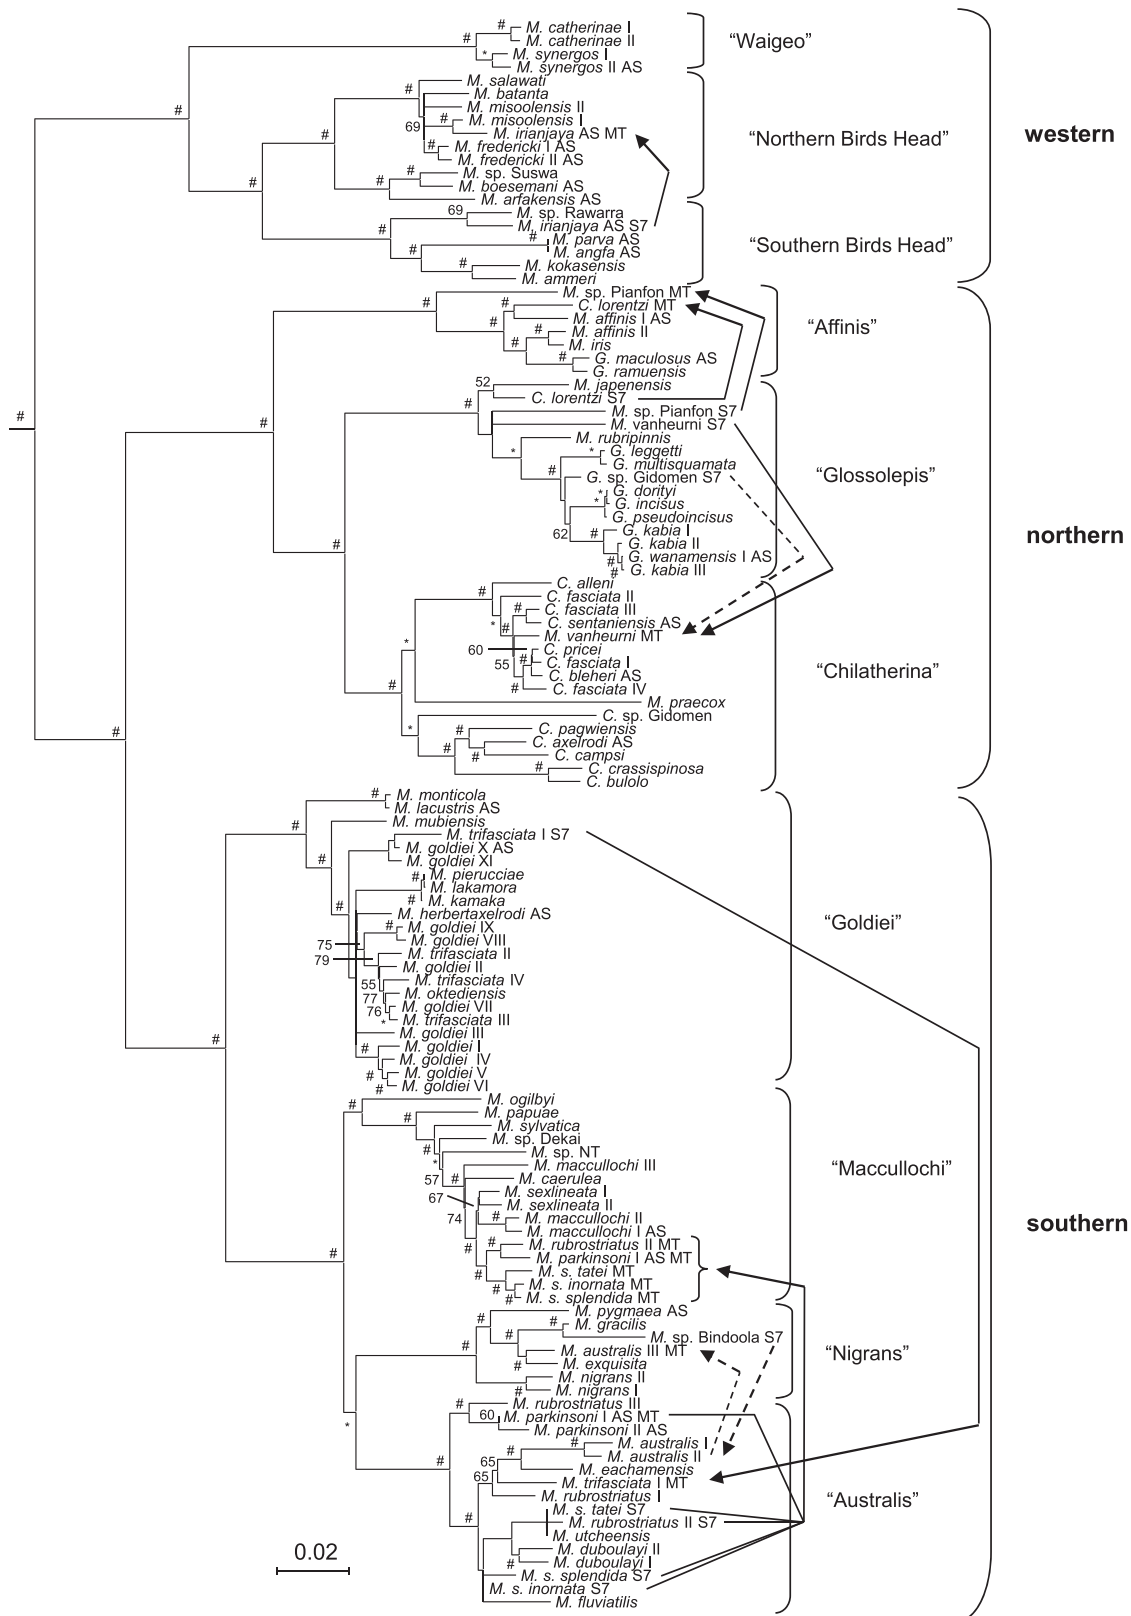 #
M. catherinae I
M. catherinae II
*
M. synergos I
M. synergos II AS
#
"Waigeo"
#
M. salawati
M. batanta
M. misoolensis II
#
M. misoolensis I
69
M. irianjaya AS MT
#
M. fredericki I AS
M. fredericki II AS
#
M. sp. Suswa
M. boesemani AS
#
M. arfakensis AS
#
"Northern Birds Head"
western
#
#
69
M. sp. Rawarra
M. irianjaya AS S7
#
M. parva AS
M. angfa AS
#
#
#
M. kokasensis
M. ammeri
"Southern Birds Head"
M. sp. Pianfon MT
#
#
C. lorentzi MT
M. affinis I AS
#
#
M. affinis II
M. iris
#
G. maculosus AS
G. ramuensis
"Affinis"
#
52
M. japenensis
C. lorentzi S7
#
#
M. sp. Pianfon S7
M. vanheurni S7
*
M. rubripinnis
*
G. leggetti
G. multisquamata
#
G. sp. Gidomen S7
*
G. dorityi
*
G. incisus
G. pseudoincisus
62
#
G. kabia I
G. kabia II
#
G. wanamensis I AS
#
G. kabia III
"Glossolepis"
northern
#
#
C. alleni
C. fasciata II
#
C. fasciata III
*
#
C. sentaniensis AS
M. vanheurni MT
60
C. pricei
55
#
C. fasciata I
C. bleheri AS
#
C. fasciata IV
*
#
M. praecox
"Chilatherina"
C. sp. Gidomen
*
#
C. pagwiensis
#
C. axelrodi AS
#
C. campsi
#
C. crassispinosa
C. bulolo
#
#
M. monticola
M. lacustris AS
#
M. mubiensis
M. trifasciata I S7
M. goldiei X AS
#
M. goldiei XI
#
M. pierucciae
M. lakamora
#
M. kamaka
#
M. herbertaxelrodi AS
#
M. goldiei IX
75
M. goldiei VIII
79
M. trifasciata II
M. goldiei II
55
M. trifasciata IV
77
M. oktediensis
76
M. goldiei VII
*
M. trifasciata III
M. goldiei III
#
M. goldiei I
M. goldiei IV
#
M. goldiei V
#
M. goldiei VI
"Goldiei"
#
#
M. ogilbyi
#
M. papuae
M. sylvatica
#
M. sp. Dekai
*
M. sp. NT
57
#
M. maccullochi III
M. caerulea
67
M. sexlineata I
M. sexlineata II
74
#
M. maccullochi II
M. maccullochi I AS
#
#
M. rubrostriatus II MT
M. parkinsoni I AS MT
#
M. s. tatei MT
#
M. s. inornata MT
#
M. s. splendida MT
"Maccullochi"
southern
#
#
M. pygmaea AS
#
M. gracilis
#
M. sp. Bindoola S7
M. australis III MT
#
M. exquisita
M. nigrans II
#
M. nigrans I
"Nigrans"
*
#
M. rubrostriatus III
60
M. parkinsoni I AS MT
M. parkinsoni II AS
#
#
M. australis I
#
M. australis II
65
M. eachamensis
65
M. trifasciata I MT
M. rubrostriatus I
#
M. s. tatei S7
M. rubrostriatus II S7
M. utcheensis
M. duboulayi II
#
M. duboulayi I
M. s. splendida S7
M. s. inornata S7
M. fluviatilis
"Australis"
0.02